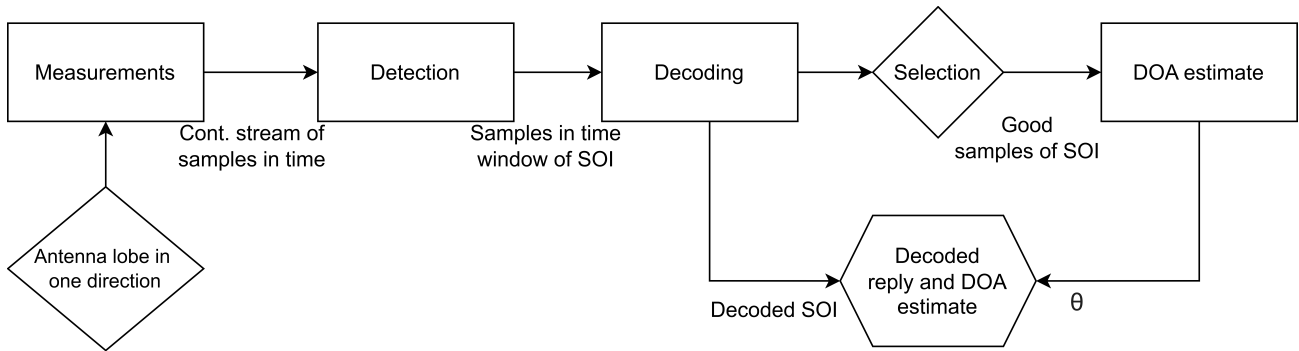 Measurements
Detection
Decoding
Selection
DOA estimate
Cont. stream of
samples in time
Samples in time
window of SOI
Good
samples of SOI
Antenna lobe in
one direction
Decoded
reply and DOA
estimate
Decoded SOI
θ